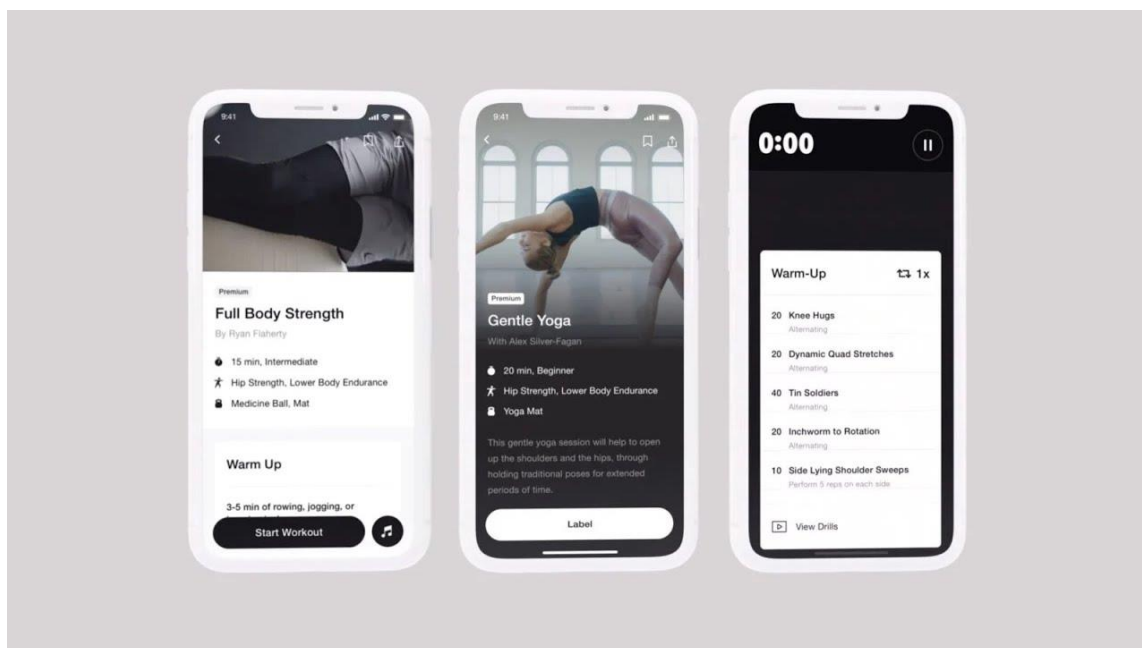 9:41
Premium
Full Body Strength
By Ryan Flaherty
15 min, Intermediate
Hip Strength, Lower Body Endurance
Medicine Ball, Mat
Warm Up
3-5 min of rowing, jogging, or
Start Workout
9:41
Premium
Gentle Yoga
With Alex Silver-Fagan
20 min, Beginner
Hip Strength, Lower Body Endurance
Yoga Mat
This gentle yoga session will help to open
up the shoulders and the hips, through
holding traditional poses for extended
periods of time.
Label
0:00
Warm-Up 1x
20 Knee Hugs
Alternating
20 Dynamic Quad Stretches
Alternating
40 Tin Soldiers
Alternating
20 Inchworm to Rotation
Alternating
10 Side Lying Shoulder Sweeps
Perform 5 reps on each side
View Drills